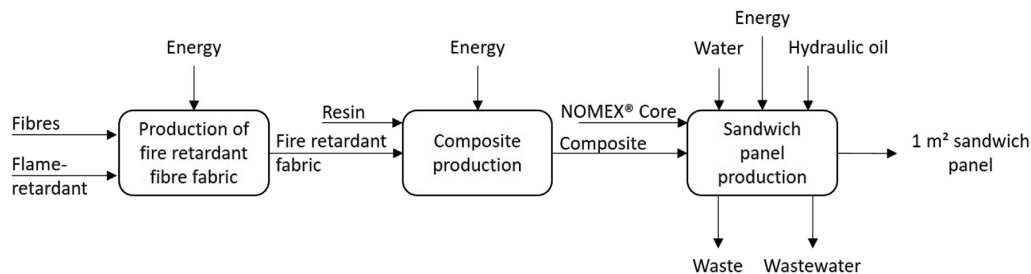 Energy
Energy
Energy
Water
Hydraulic oil
Fibres
Flame-
retardant
Production of
fire retardant
fibre fabric
Resin
Fire retardant
fabric
Composite
production
NOMEX® Core
Composite
Sandwich
panel
production
1 m² sandwich
panel
Waste
Wastewater